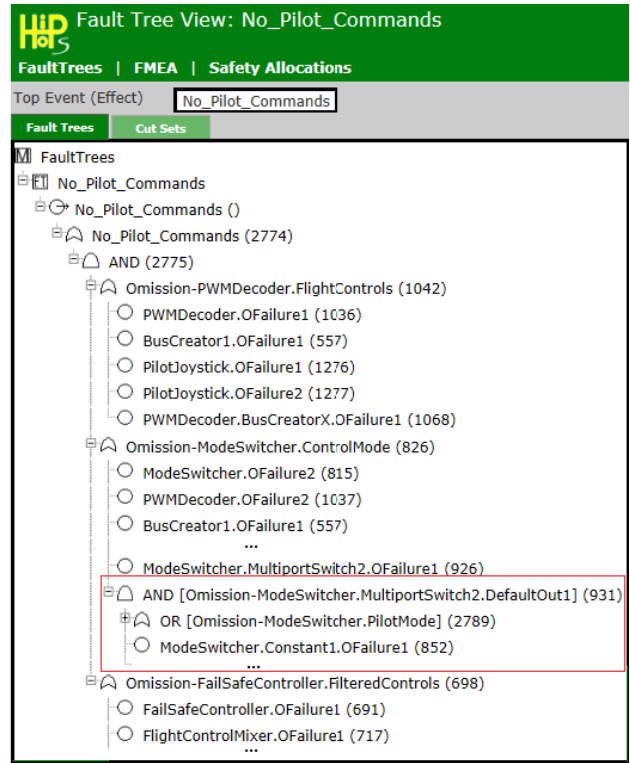 HiP HOPS
Fault Tree View: No_Pilot_Commands
FaultTrees | FMEA | Safety Allocations
Top Event (Effect) No_Pilot_Commands
Fault Trees Cut Sets
M FaultTrees
FT No_Pilot_Commands
No_Pilot_Commands ()
No_Pilot_Commands (2774)
AND (2775)
Omission-PWMDecoder.FlightControls (1042)
PWMDecoder.OFailure1 (1036)
BusCreator1.OFailure1 (557)
PilotJoystick.OFailure1 (1276)
PilotJoystick.OFailure2 (1277)
PWMDecoder.BusCreatorX.OFailure1 (1068)
Omission-ModeSwitcher.ControlMode (826)
ModeSwitcher.OFailure2 (815)
PWMDecoder.OFailure2 (1037)
BusCreator1.OFailure1 (557)
...
ModeSwitcher.MultiportSwitch2.OFailure1 (926)
AND [Omission-ModeSwitcher.MultiportSwitch2.DefaultOut1] (931)
OR [Omission-ModeSwitcher.PilotMode] (2789)
ModeSwitcher.Constant1.OFailure1 (852)
...
Omission-FailSafeController.FilteredControls (698)
FailSafeController.OFailure1 (691)
FlightControlMixer.OFailure1 (717)
...